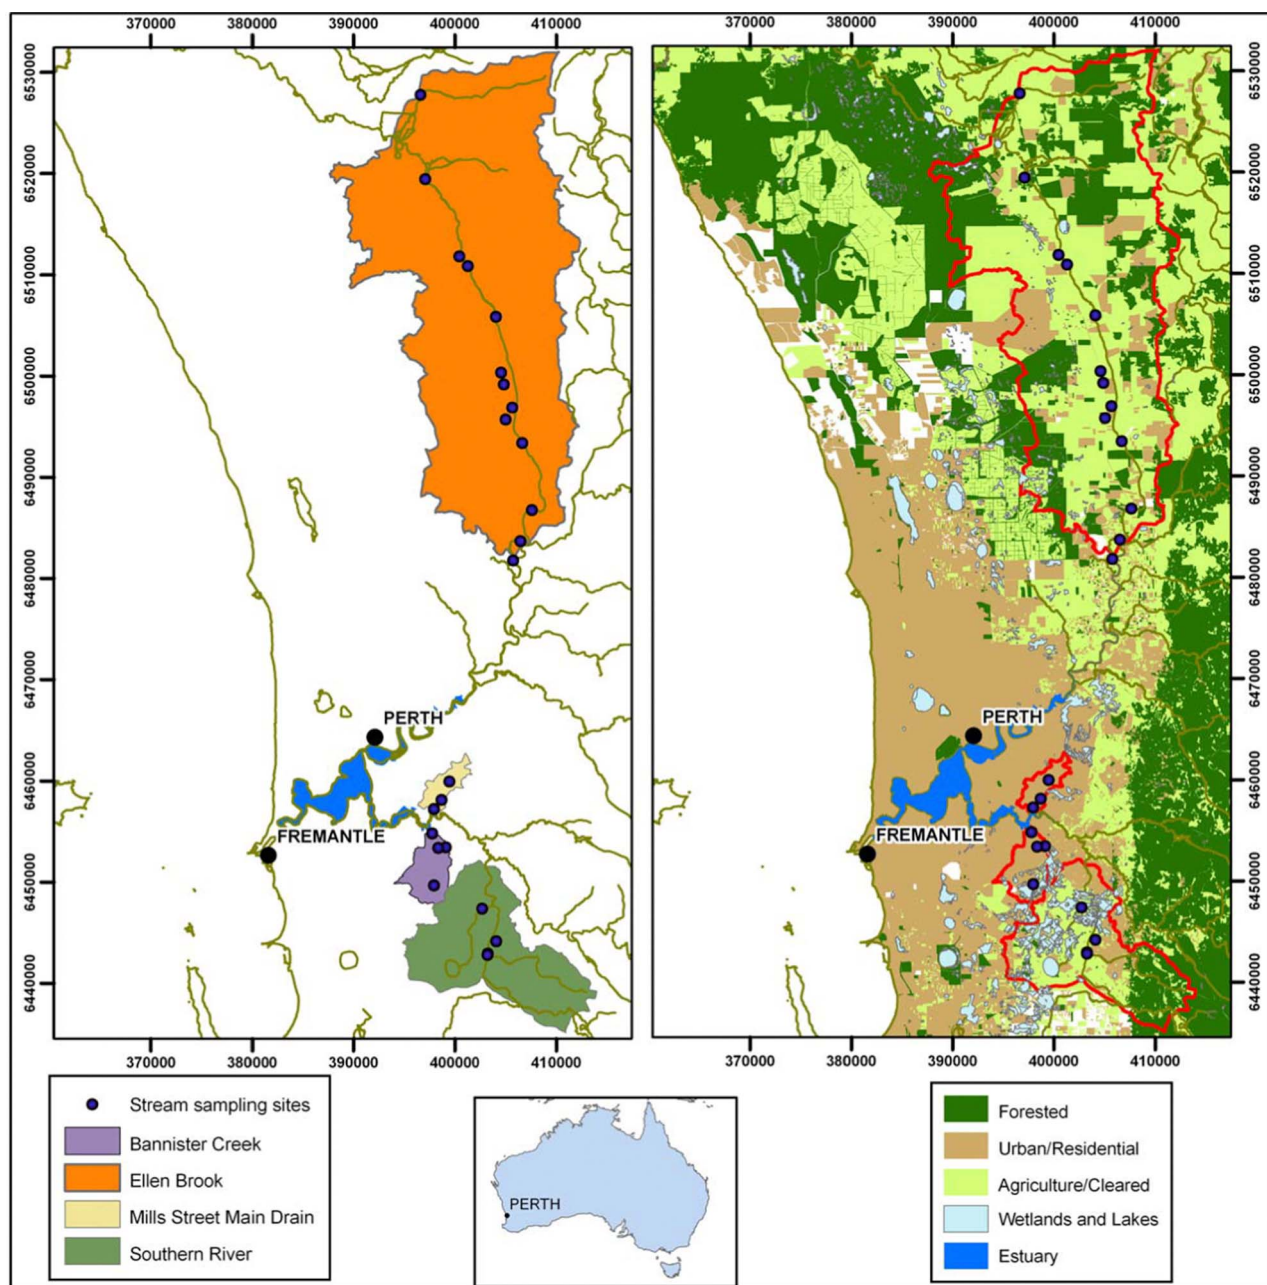 370000 380000 390000 400000 410000
370000 380000 390000 400000 410000
6530000
6520000
6510000
6500000
6490000
6480000
6470000
6460000
6450000
6440000
PERTH
FREMANTLE
PERTH
FREMANTLE
6530000
6520000
6510000
6500000
6490000
6480000
6470000
6460000
6450000
6440000
370000 380000 390000 400000 410000
370000 380000 390000 400000 410000
Stream sampling sites
Bannister Creek
Ellen Brook
Mills Street Main Drain
Southern River
PERTH
Forested
Urban/Residential
Agriculture/Cleared
Wetlands and Lakes
Estuary